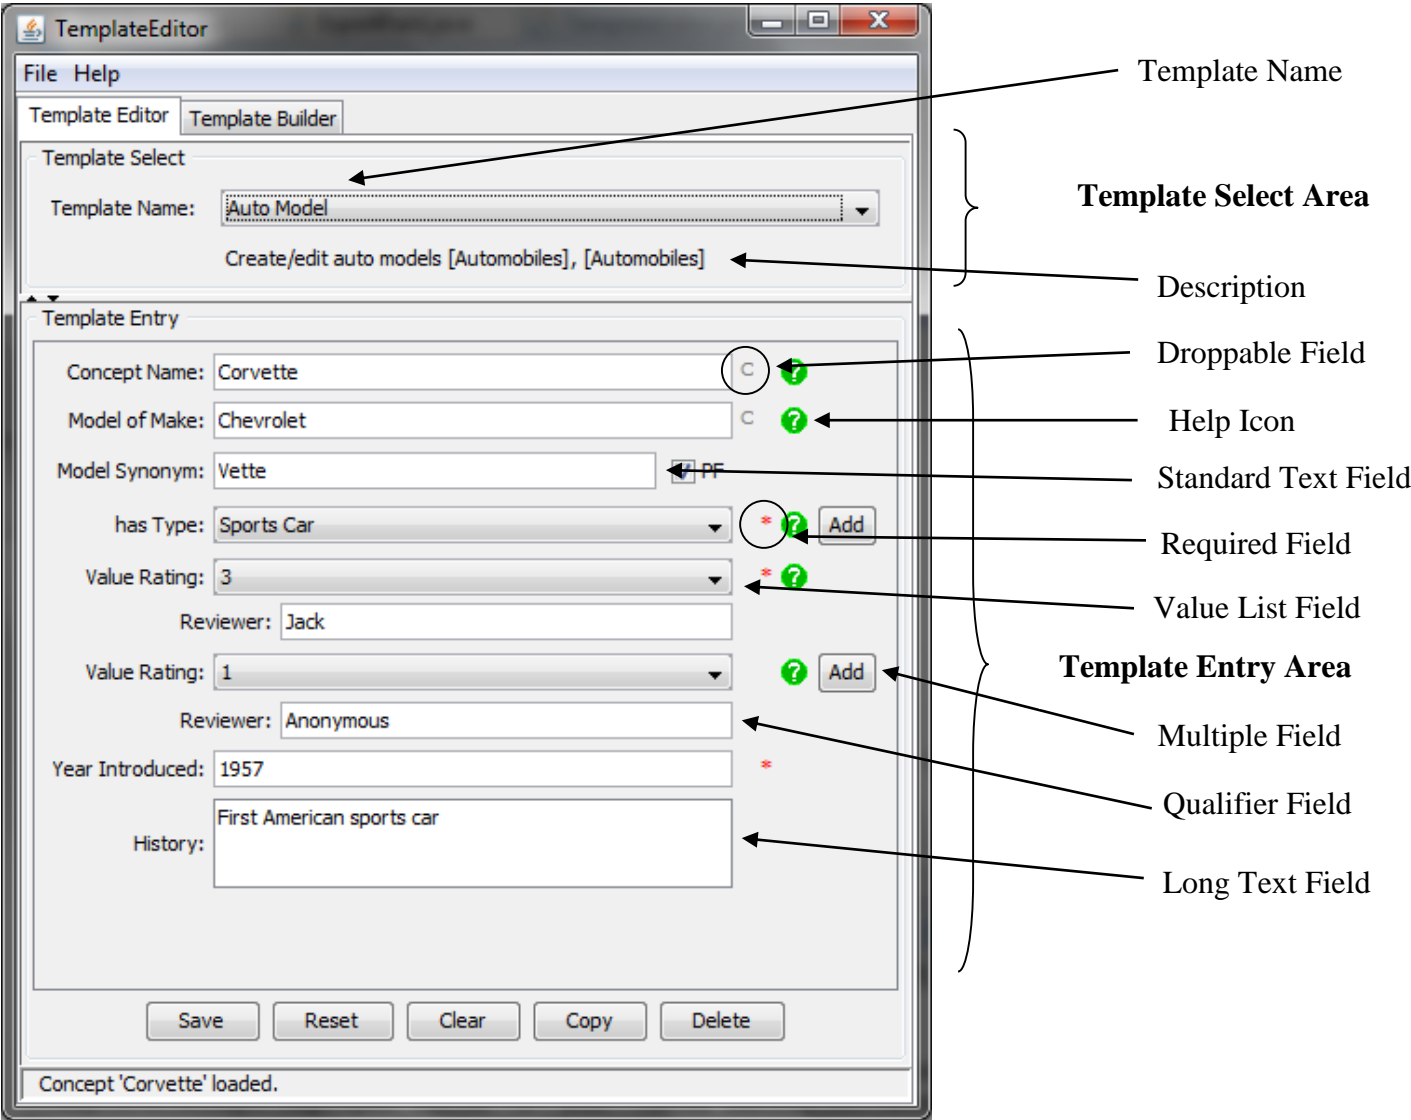 TemplateEditor
File Help
Template Editor Template Builder
Template Select
Template Name: Auto Model
Create/edit auto models [Automobiles], [Automobiles]
Template Entry
Concept Name: Corvette C ?
Model of Make: Chevrolet C ?
Model Synonym: Vette PF
has Type: Sports Car * ? Add
Value Rating: 3 * ?
Reviewer: Jack
Value Rating: 1 ? Add
Reviewer: Anonymous
Year Introduced: 1957 *
History: First American sports car
Save Reset Clear Copy Delete
Concept 'Corvette' loaded.
Template Name
Template Select Area
Description
Droppable Field
Help Icon
Standard Text Field
Required Field
Value List Field
Template Entry Area
Multiple Field
Qualifier Field
Long Text Field